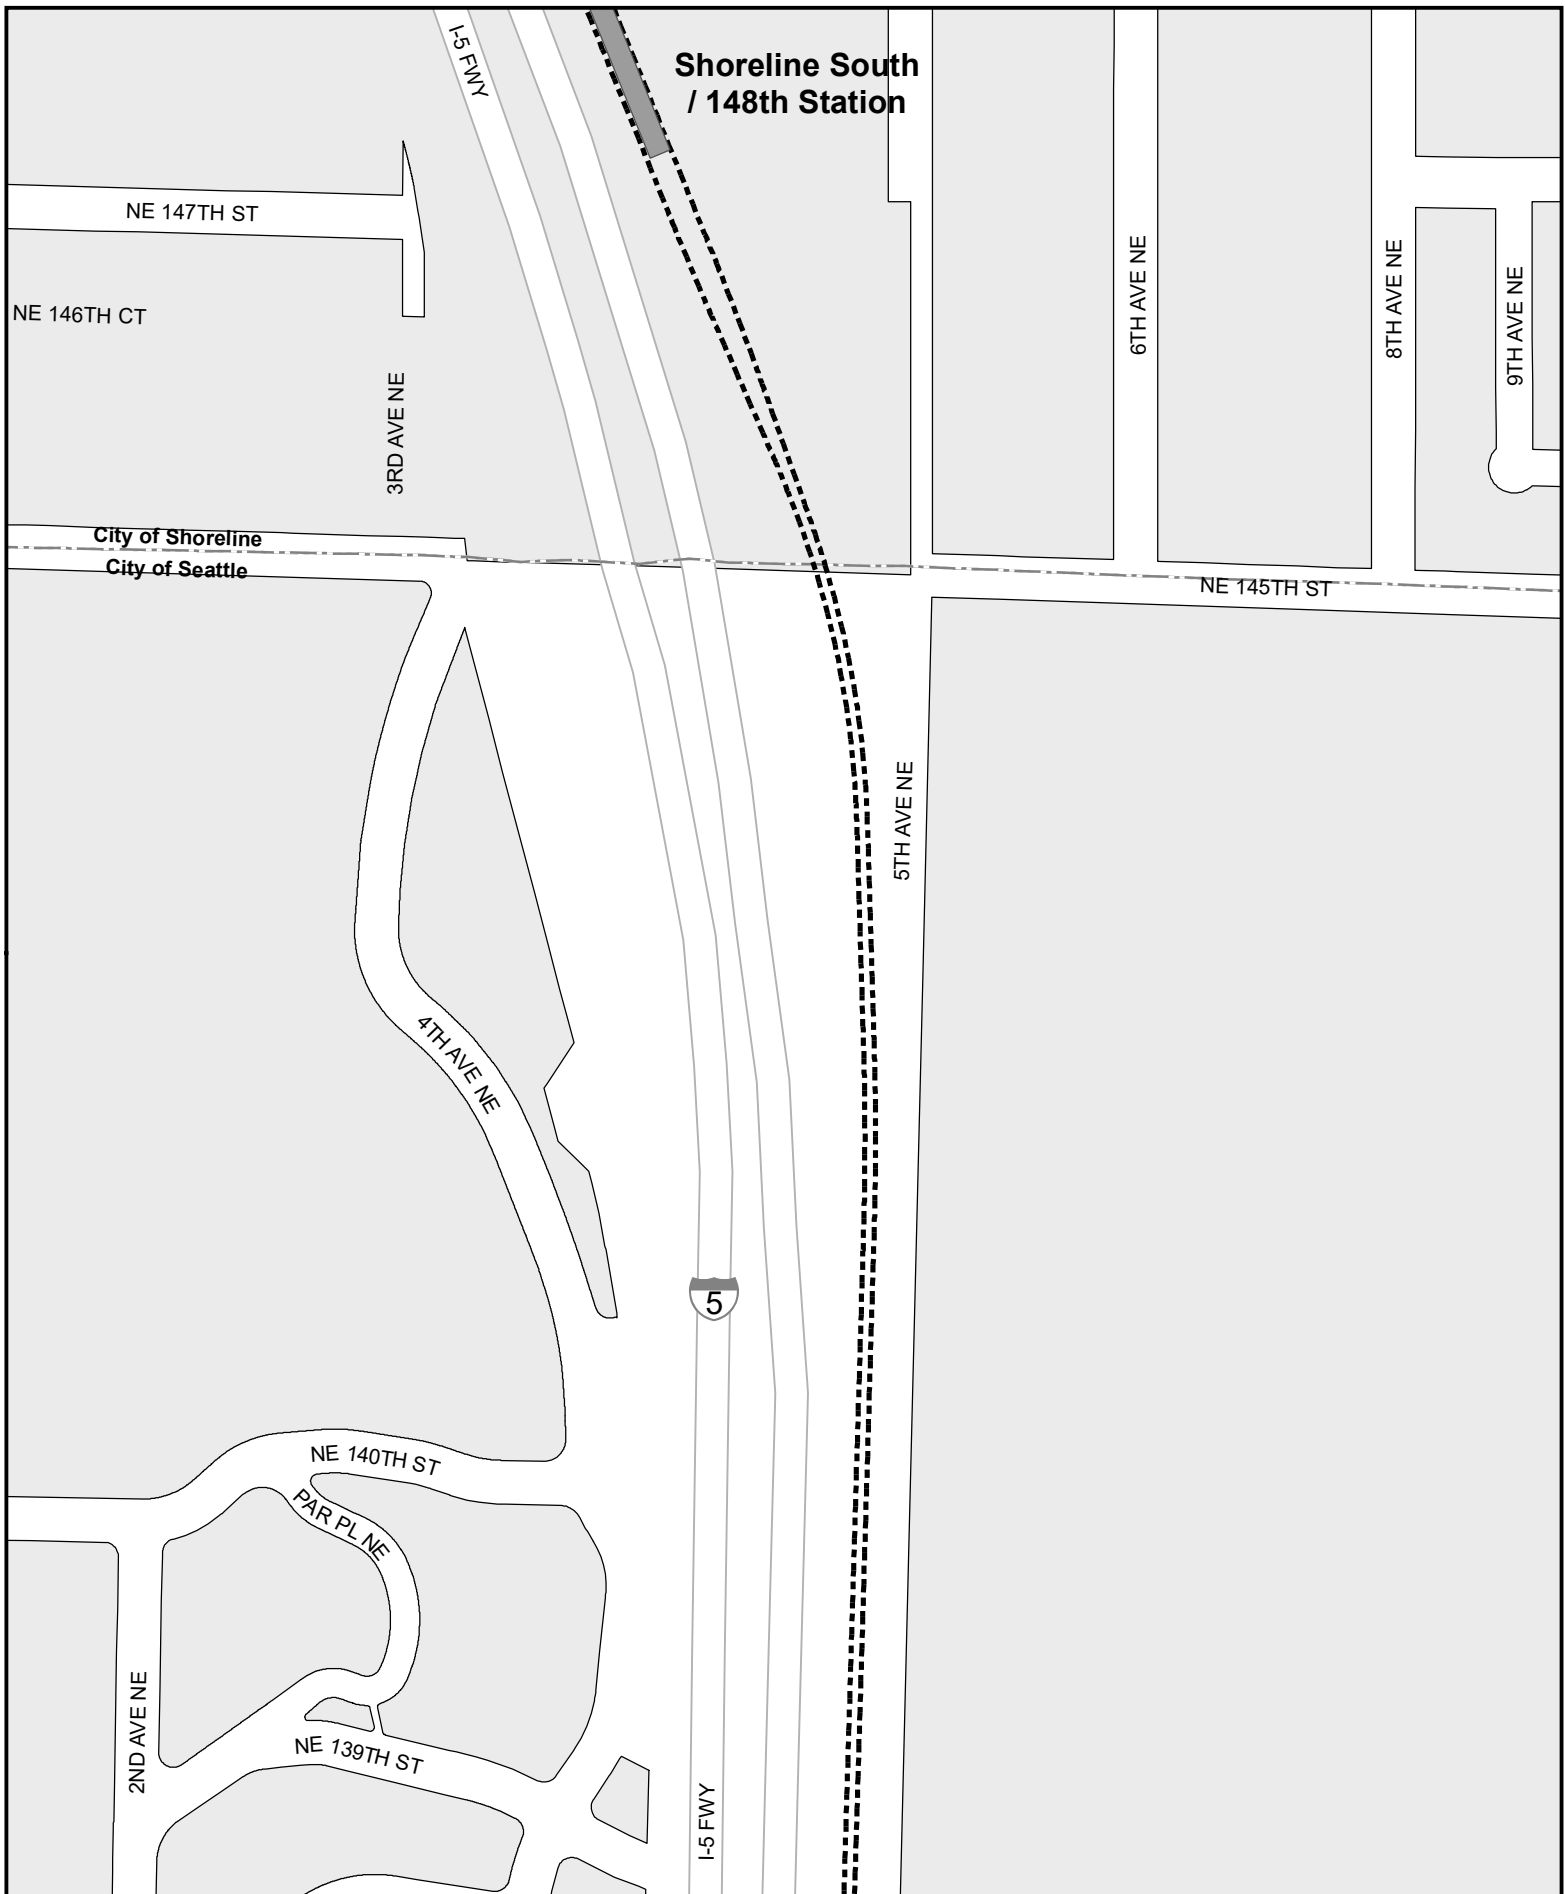 I-5 FWY
Shoreline South
/ 148th Station
NE 147TH ST
NE 146TH CT
3RD AVE NE
6TH AVE NE
8TH AVE NE
9TH AVE NE
City of Shoreline
City of Seattle
NE 145TH ST
5TH AVE NE
4TH AVE NE
5
NE 140TH ST
PAR PL NE
2ND AVE NE
NE 139TH ST
I-5 FWY